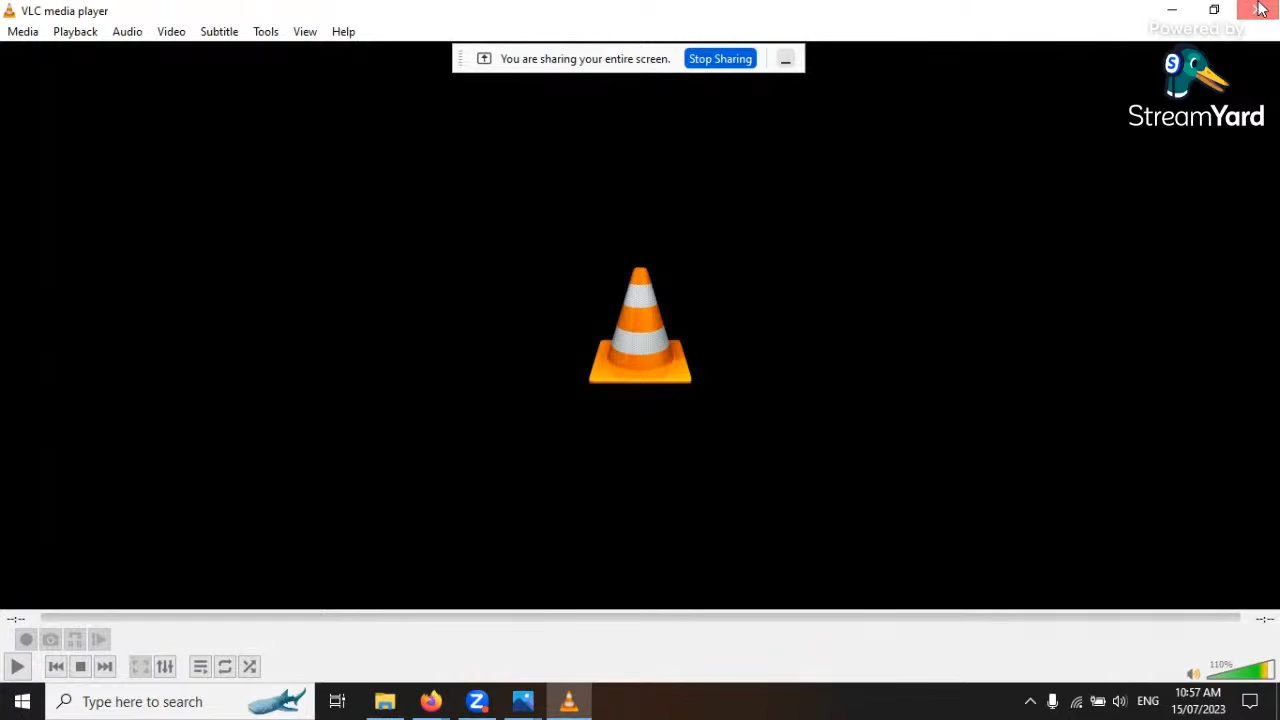 VLC media player
Media Playback Audio Video Subtitle Tools View Help
Powered by
You are sharing your entire screen. Stop Sharing
S
StreamYard
--:-- --:--
110%
Type here to search
Z
ENG
10:57 AM
15/07/2023